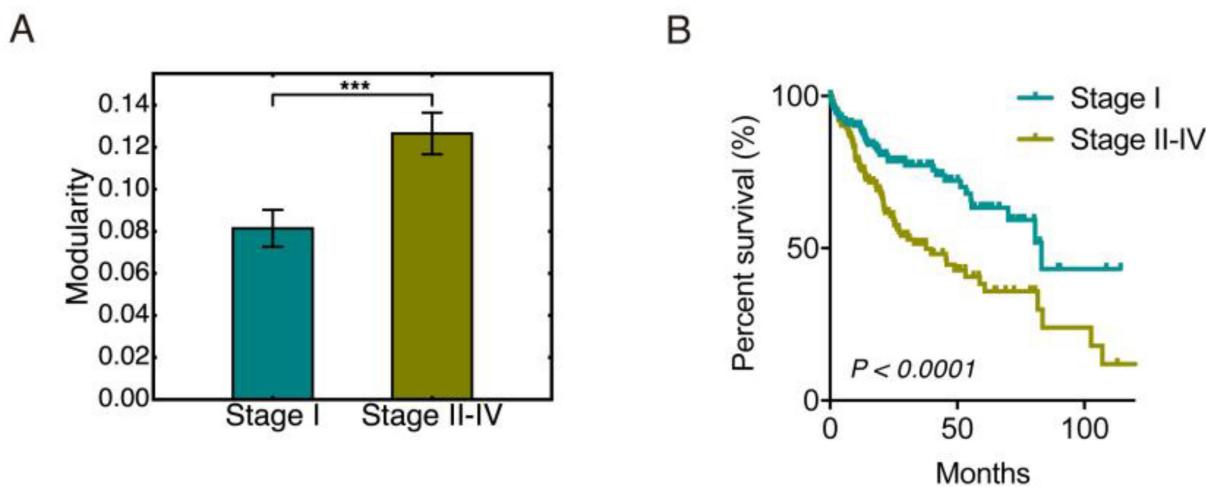 A
Modularity
0.14
0.12
0.10
0.08
0.06
0.04
0.02
0.00
***
Stage I
Stage II-IV
B
Percent survival (%)
100
50
0
Stage I
Stage II-IV
P < 0.0001
0
50
100
Months